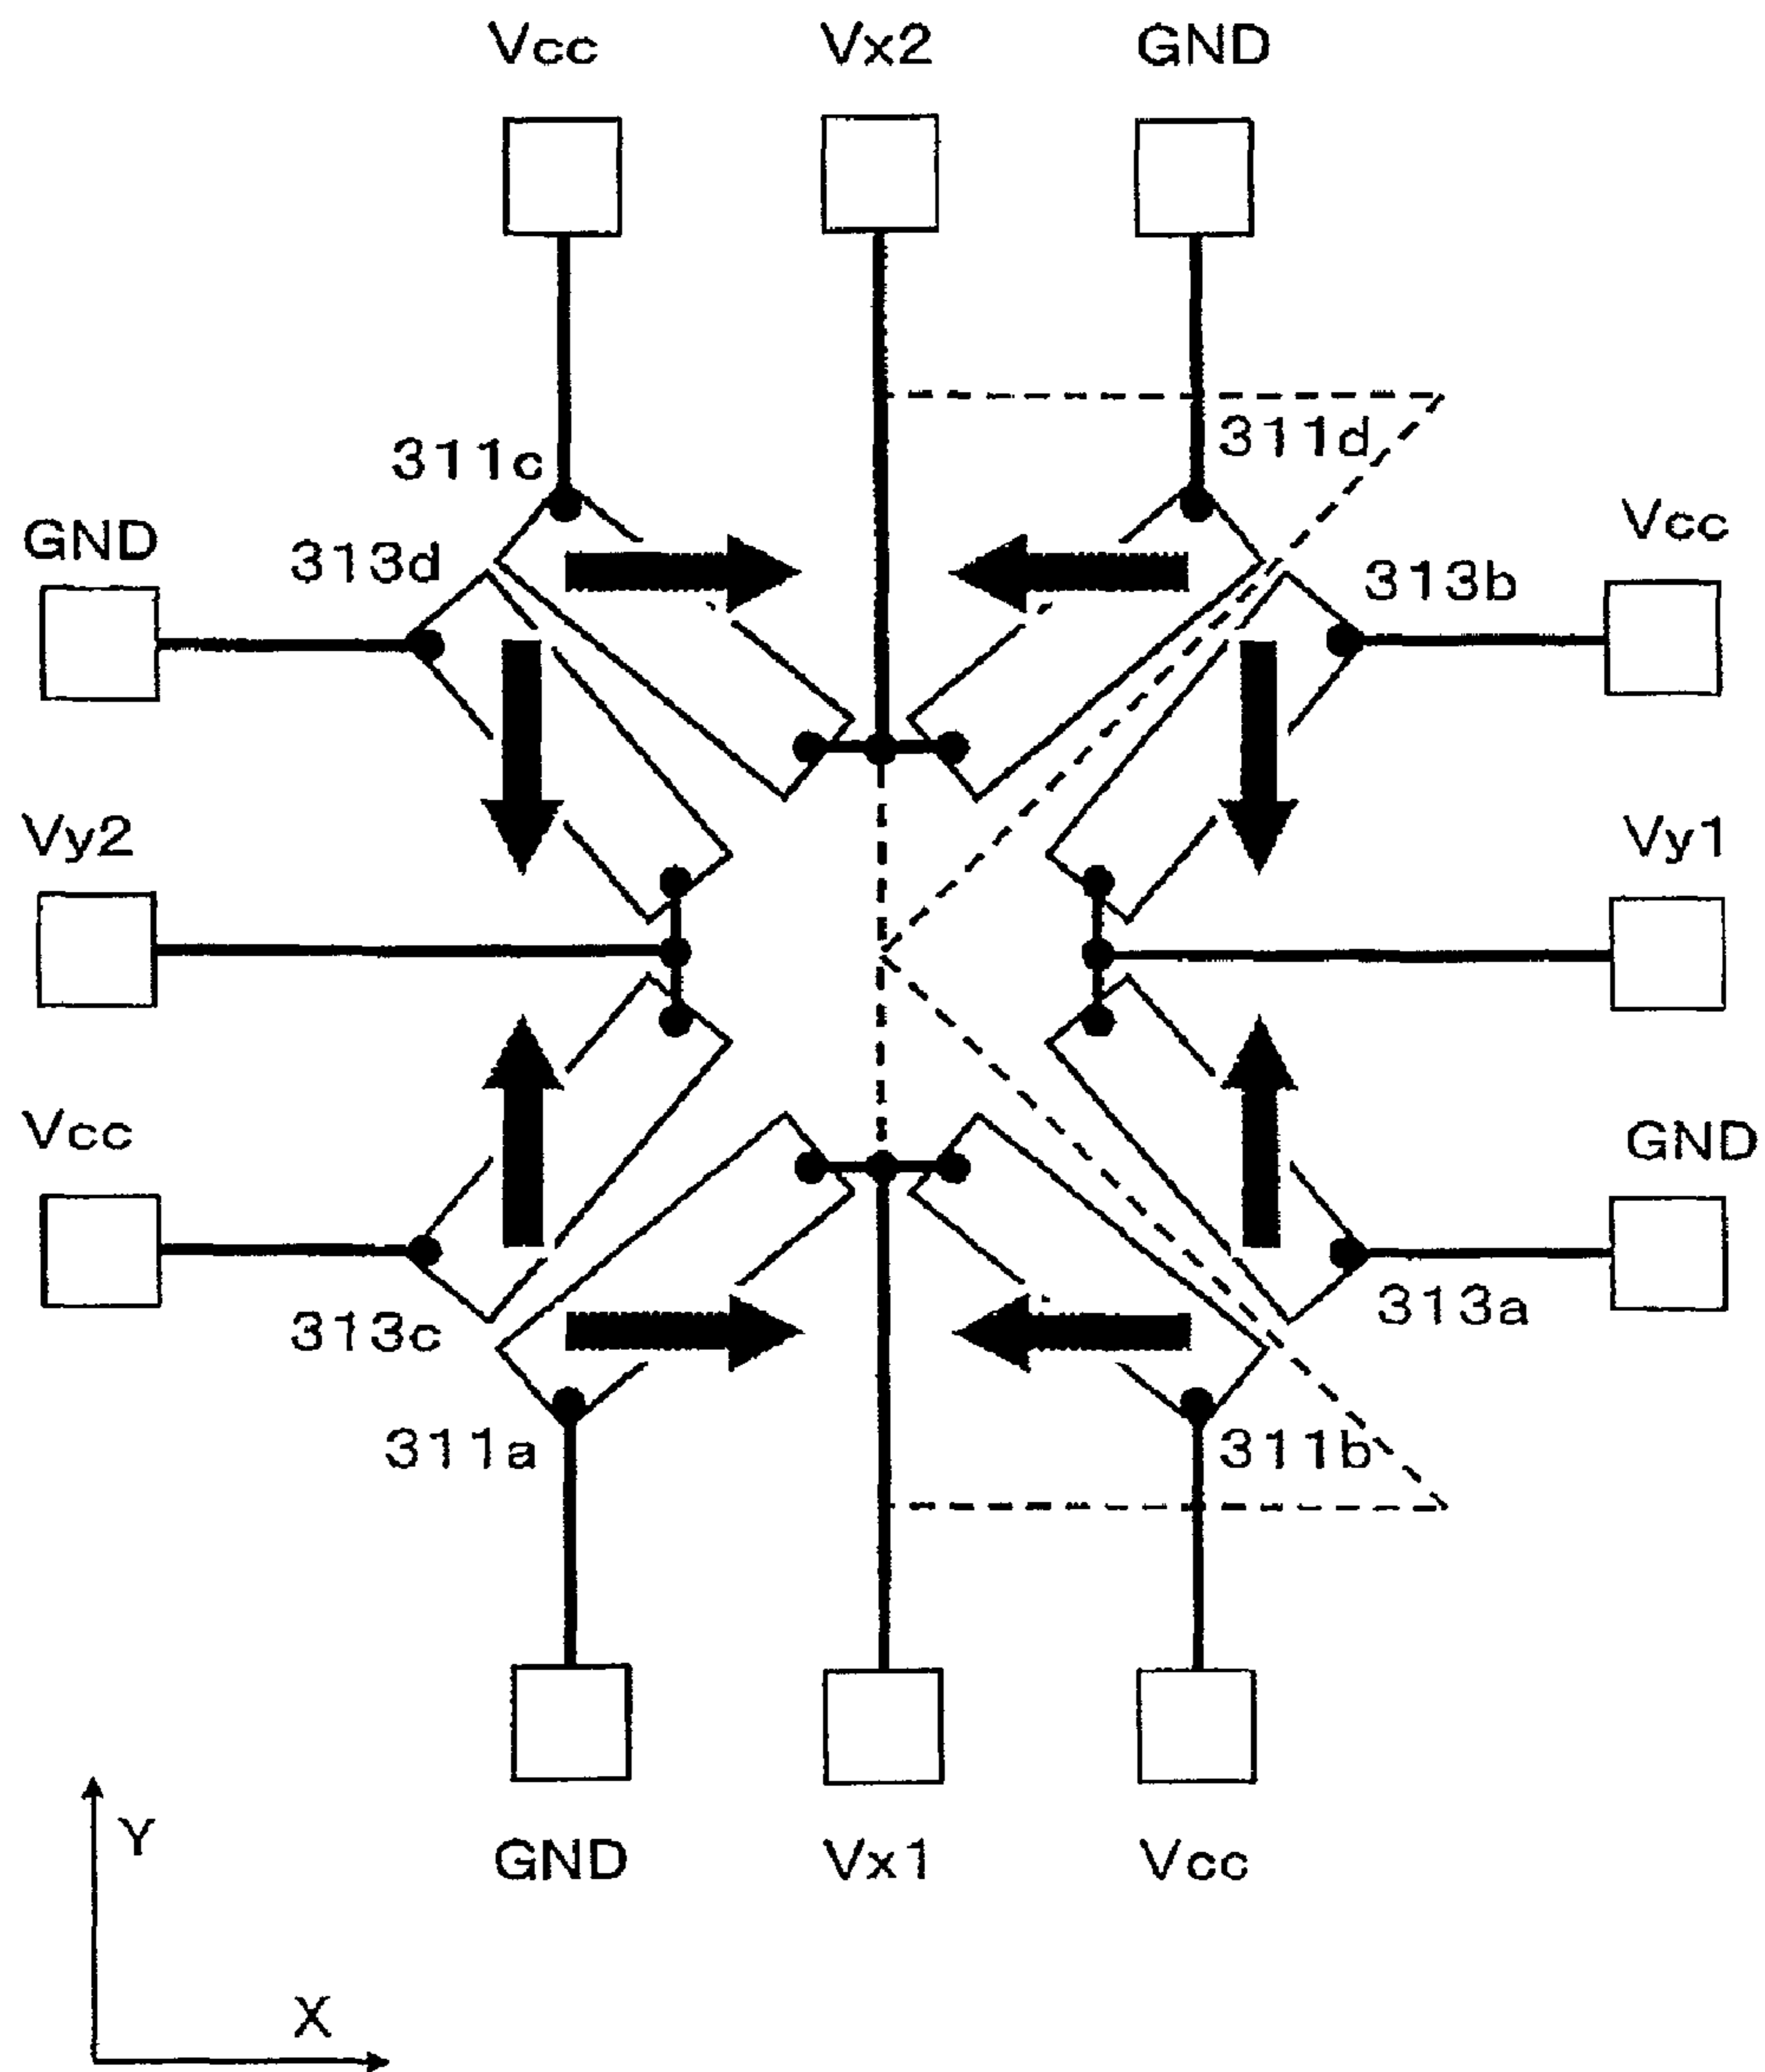 Vcc Vx2 GND
311c 311d
GND 313d 313b Vcc
Vy2 Vy1
Vcc GND
313c 313a
311a 311b
GND Vx1 Vcc
Y
X